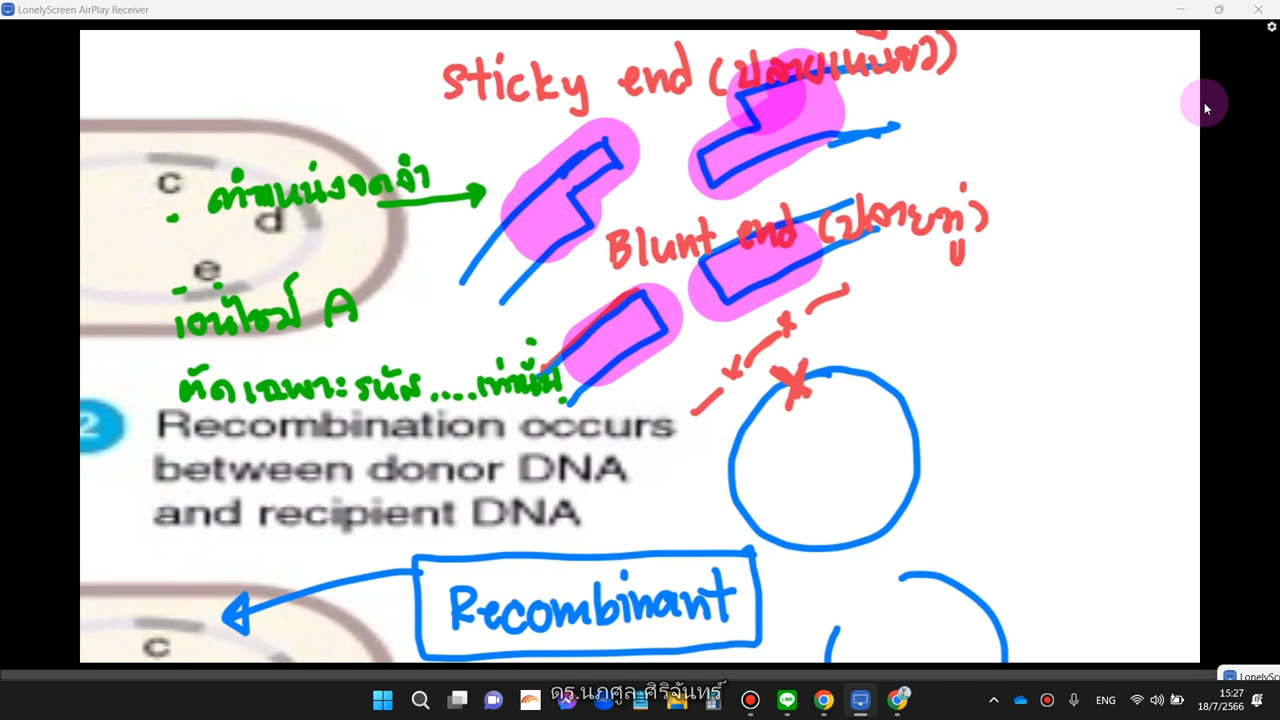 LonelyScreen AirPlay Receiver
Sticky end (ปลายเหนียว)
c
ตำแหน่งจดจำ
d
Blunt end (ปลายทู่)
e
เอนไซม์ A
ตัดเฉพาะรหัส....เท่านั้น
2 Recombination occurs
between donor DNA
and recipient DNA
Recombinant
c
ดร.นภศูล ศิริจันทร์
ENG
15:27
18/7/2566